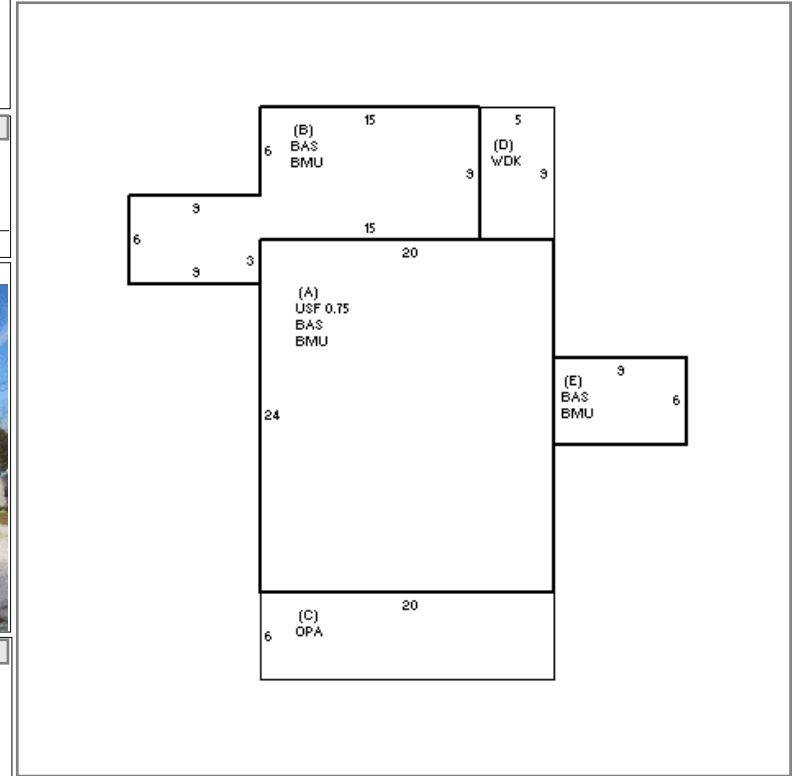 15
5
(B)
BAS
BMU
6
9
(D)
WDK
9
9
6
9
3
15
20
(A)
USF 0.75
BAS
BMU
24
9
(E)
BAS
BMU
6
20
(C)
OPA
6